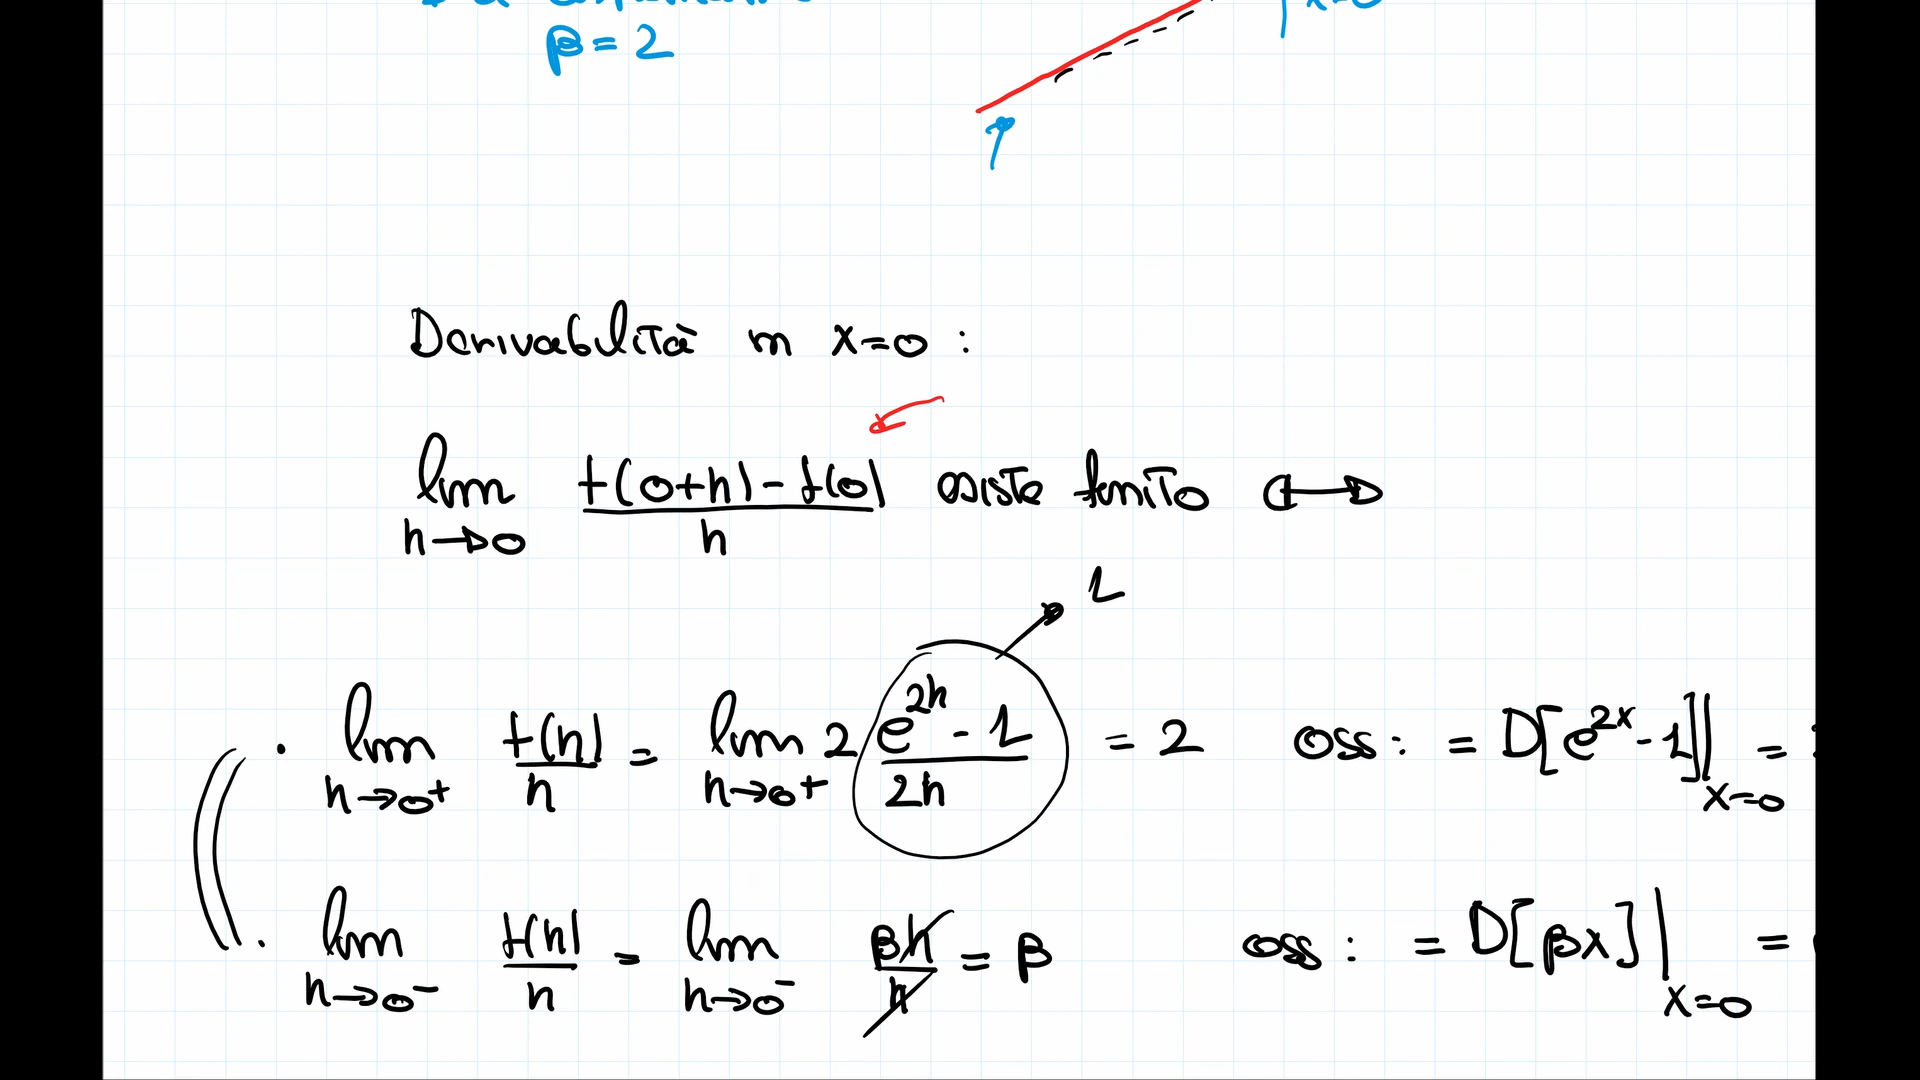 β = 2
x=0
Derivabilità in x=0 :
lim h→0 f(0+h) - f(0) / h esiste finito ↔
1
· lim h→0⁺ f(h)/h = lim h→0⁺ 2 (e^{2h} - 1)/2h = 2 oss : = D[e^{2x} - 1]|x=0 =
· lim h→0⁻ f(h)/h = lim h→0⁻ βh/h = β oss : = D[βx]|x=0 =